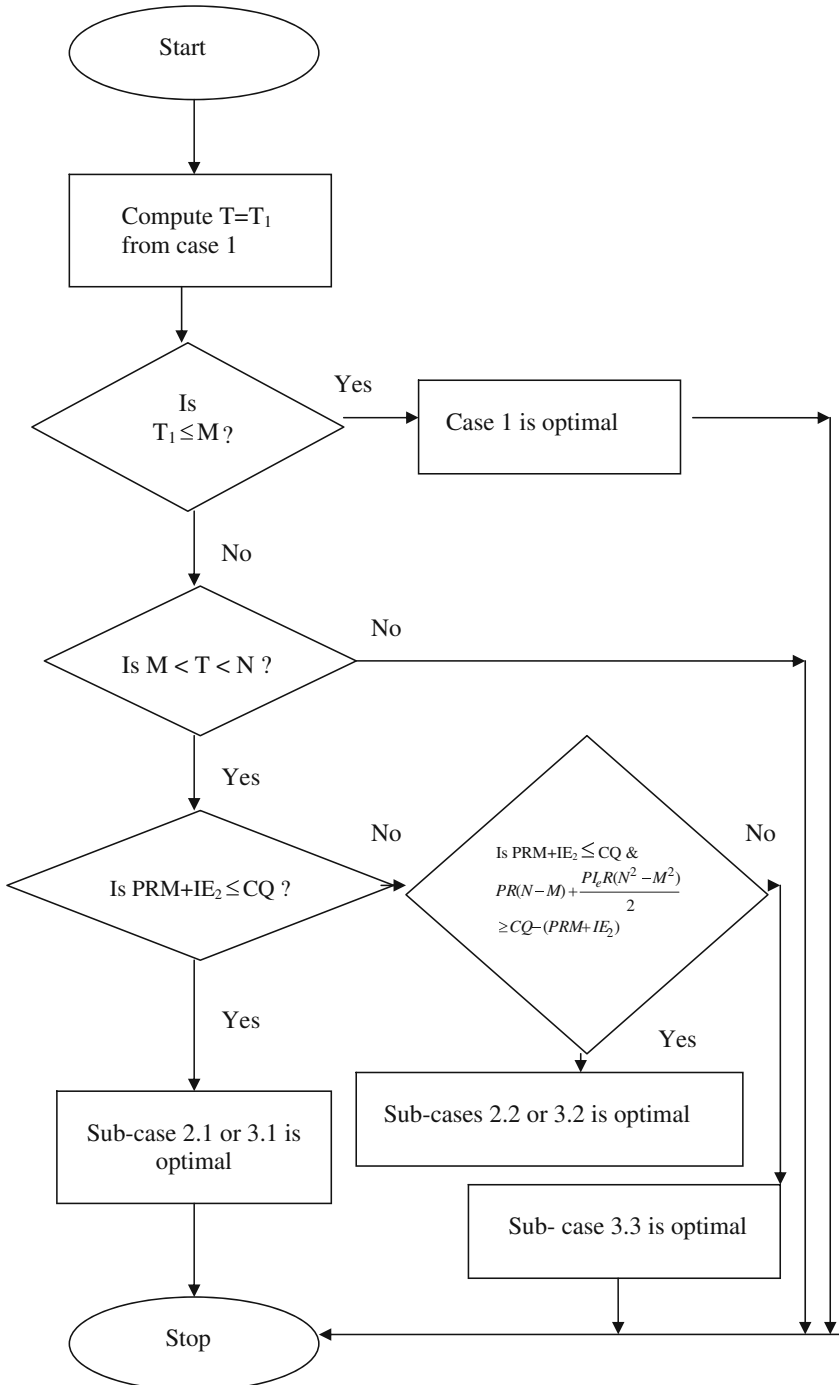 Start
Compute T=T₁
from case 1
Is
T₁ ≤ M ?
Yes
Case 1 is optimal
No
Is M < T < N ?
No
Yes
Is PRM+IE₂ ≤ CQ ?
No
Is PRM+IE₂ ≤ CQ &
PR(N−M)+ PIₑR(N²−M²)/2
≥CQ−(PRM+IE₂)
No
Yes
Yes
Sub-case 2.1 or 3.1 is
optimal
Sub-cases 2.2 or 3.2 is optimal
Sub- case 3.3 is optimal
Stop